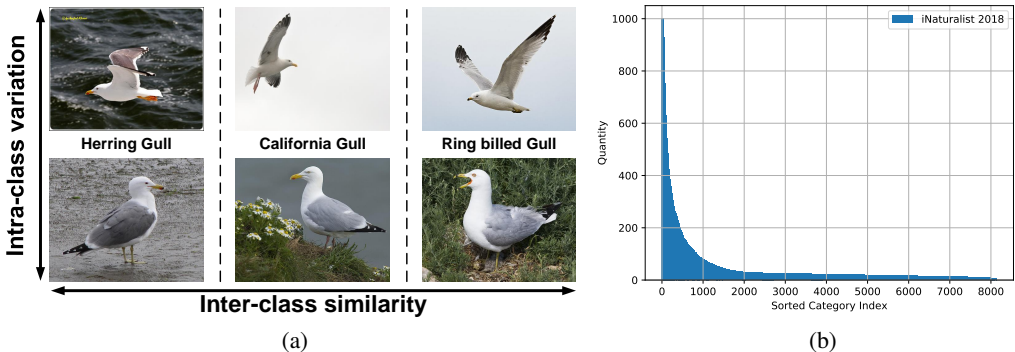 Intra-class variation
Herring Gull
California Gull
Ring billed Gull
Inter-class similarity
(a)
1000
800
600
400
200
0
Quantity
iNaturalist 2018
0 1000 2000 3000 4000 5000 6000 7000 8000
Sorted Category Index
(b)